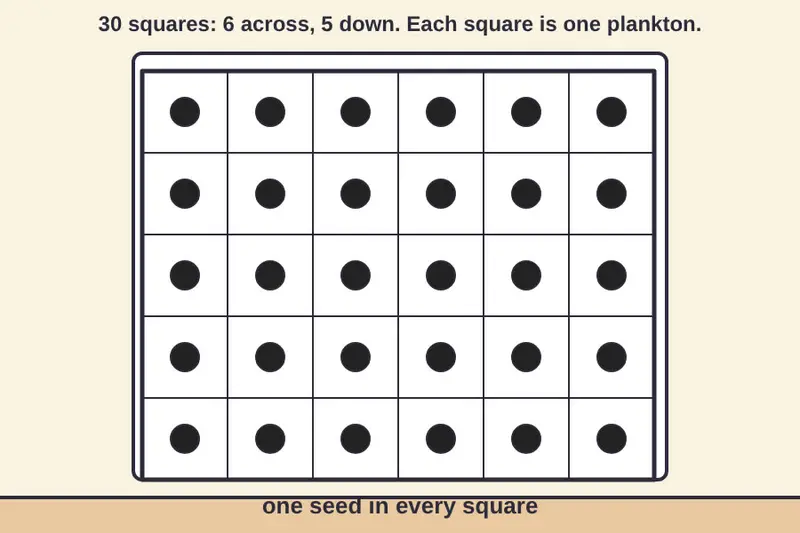 30 squares: 6 across, 5 down. Each square is one plankton.
one seed in every square